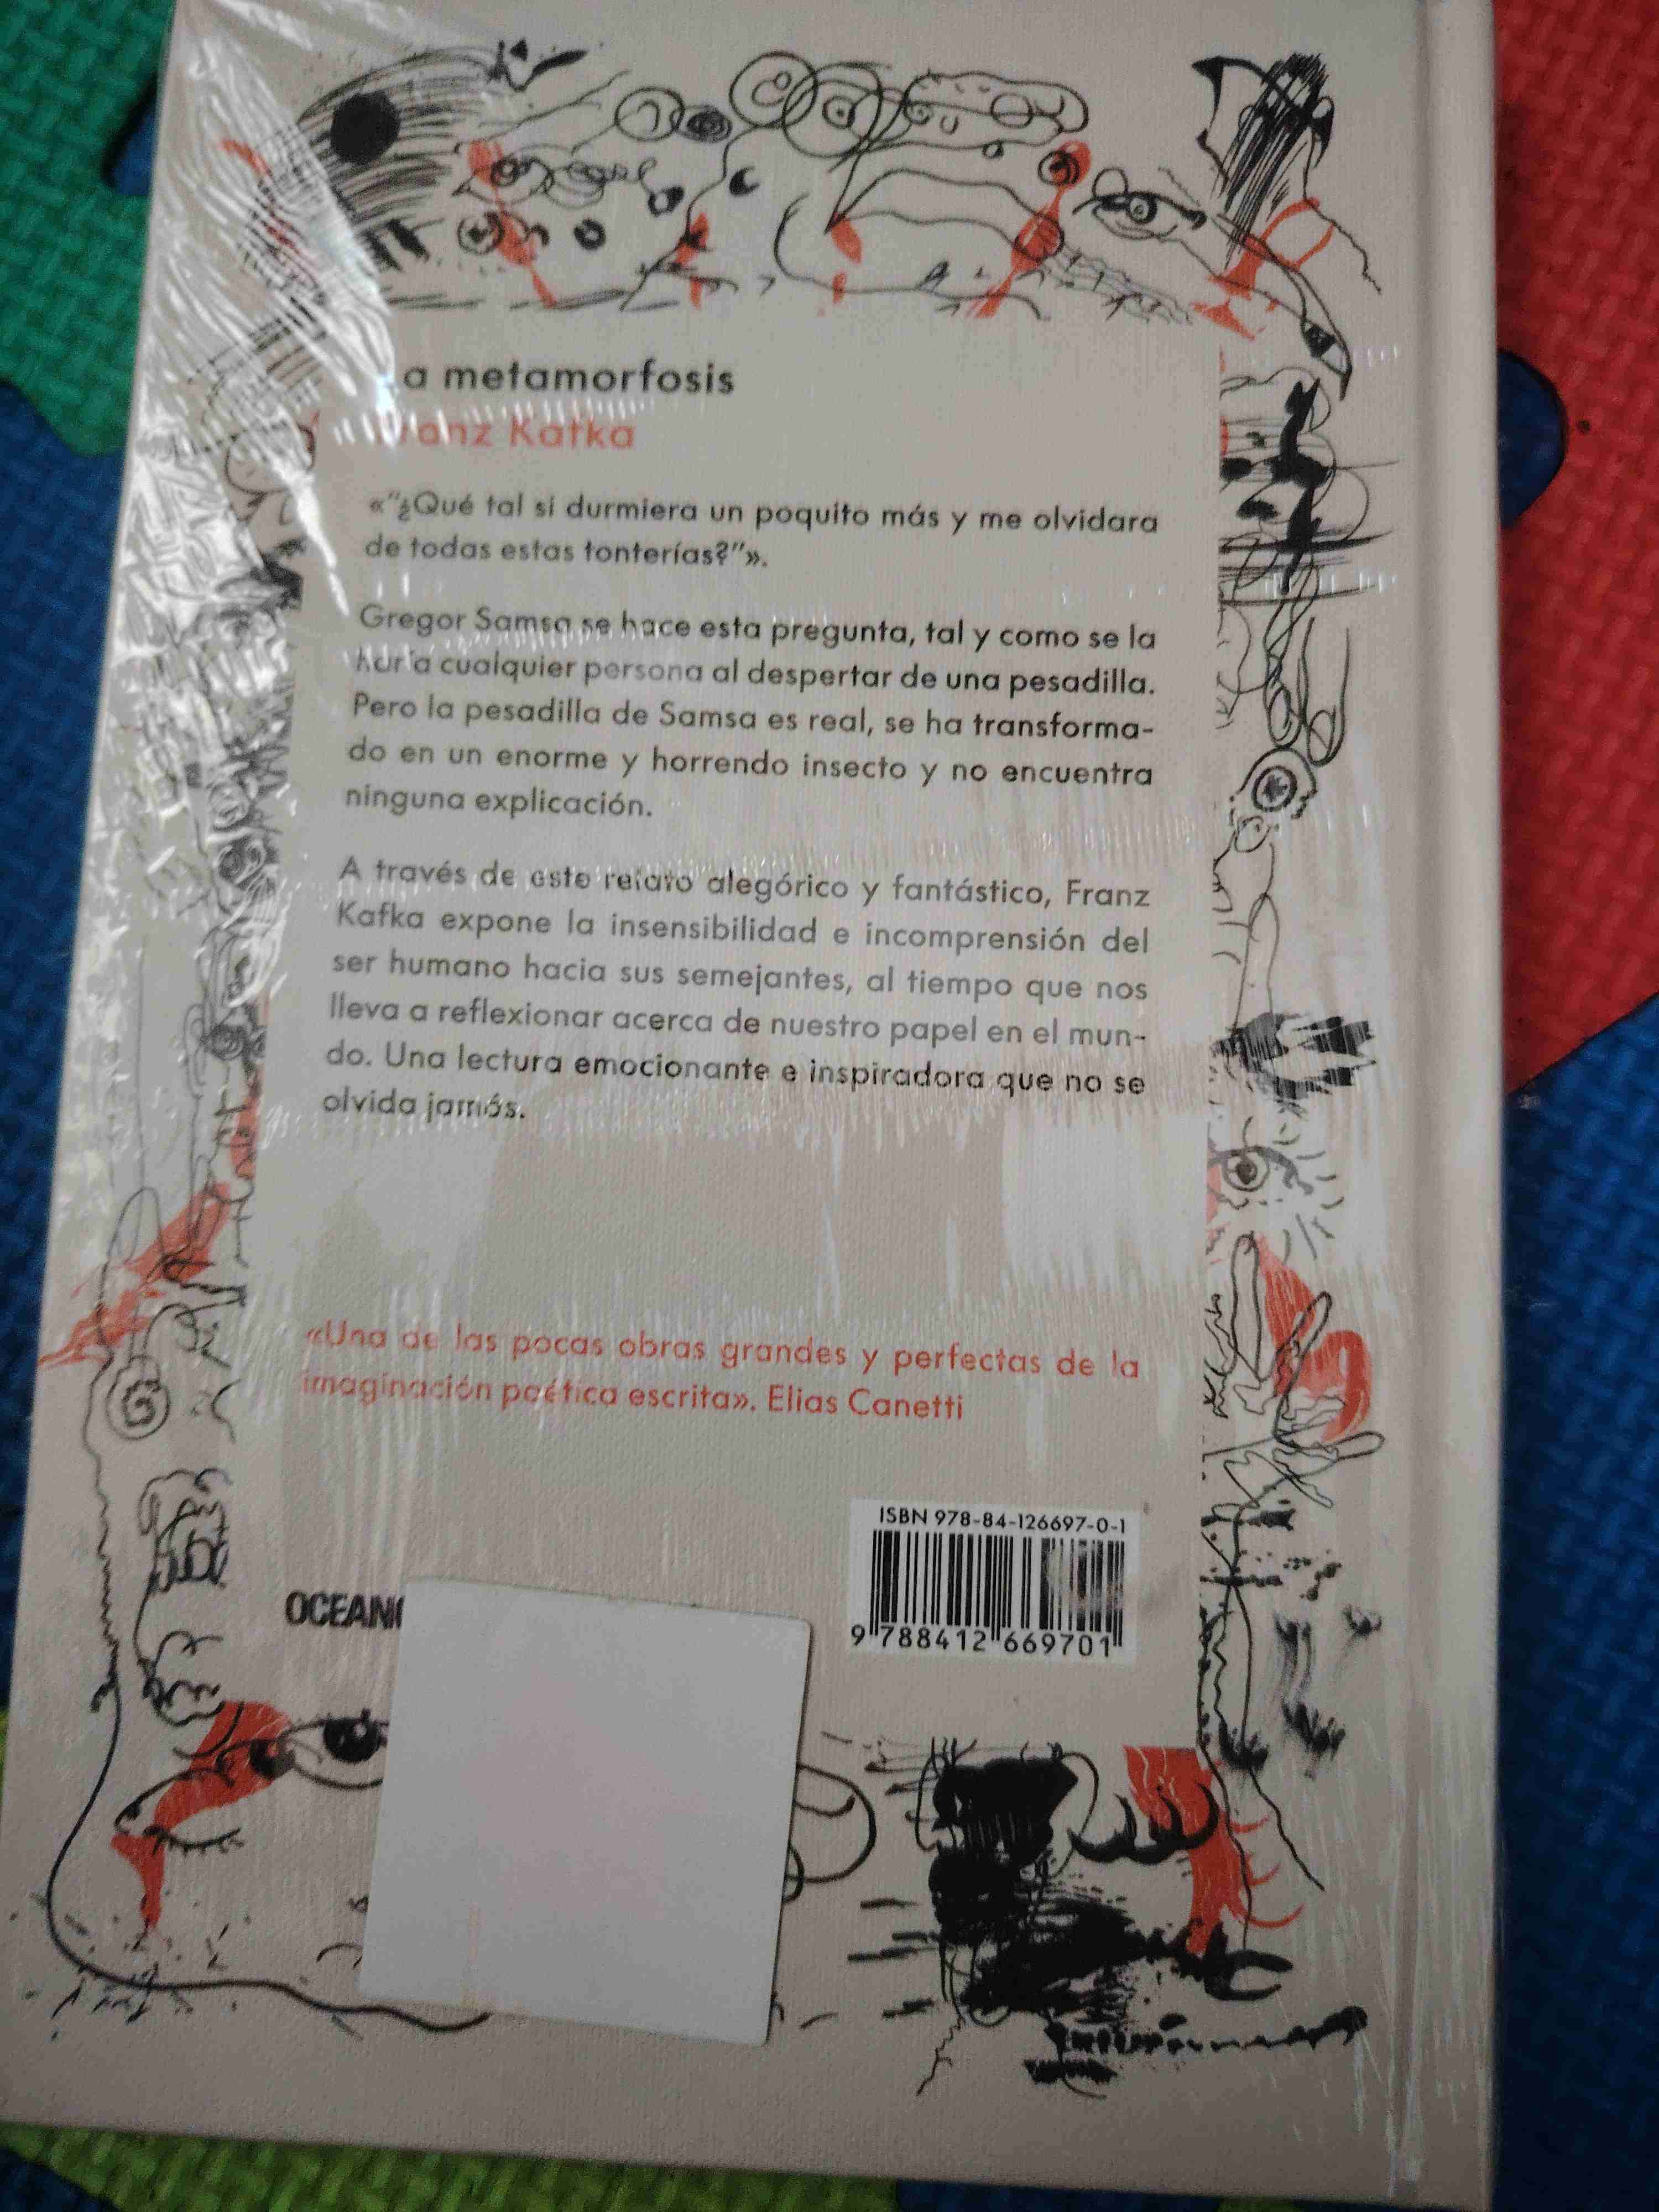 La metamorfosis
Franz Kafka
«"¿Qué tal si durmiera un poquito más y me olvidara
de todas estas tonterías?"».
Gregor Samsa se hace esta pregunta, tal y como se la
haría cualquier persona al despertar de una pesadilla.
Pero la pesadilla de Samsa es real, se ha transforma-
do en un enorme y horrendo insecto y no encuentra
ninguna explicación.
A través de este relato alegórico y fantástico, Franz
Kafka expone la insensibilidad e incomprensión del
ser humano hacia sus semejantes, al tiempo que nos
lleva a reflexionar acerca de nuestro papel en el mun-
do. Una lectura emocionante e inspiradora que no se
olvida jamás.
«Una de las pocas obras grandes y perfectas de la
imaginación poética escrita». Elias Canetti
ISBN 978-84-126697-0-1
9 788412 669701
OCEANO